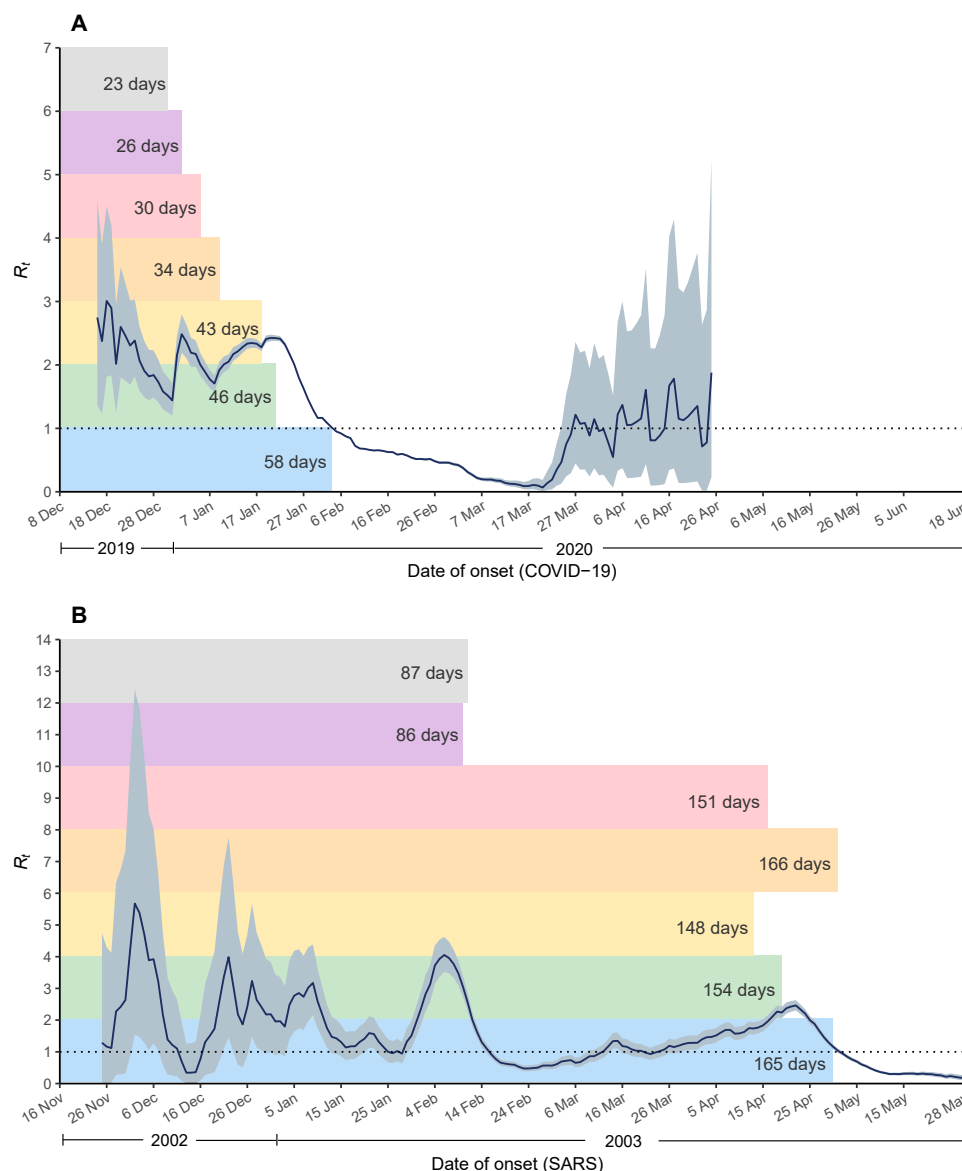 A
7
6
5
4
3
2
1
0
Rt
23 days
26 days
30 days
34 days
43 days
46 days
58 days
8 Dec
18 Dec
28 Dec
7 Jan
17 Jan
27 Jan
6 Feb
16 Feb
26 Feb
7 Mar
17 Mar
27 Mar
6 Apr
16 Apr
26 Apr
6 May
16 May
26 May
5 Jun
18 Jun
2019
2020
Date of onset (COVID−19)
B
14
13
12
11
10
9
8
7
6
5
4
3
2
1
0
Rt
87 days
86 days
151 days
166 days
148 days
154 days
165 days
16 Nov
26 Nov
6 Dec
16 Dec
26 Dec
5 Jan
15 Jan
25 Jan
4 Feb
14 Feb
24 Feb
6 Mar
16 Mar
26 Mar
5 Apr
15 Apr
25 Apr
5 May
15 May
28 May
2002
2003
Date of onset (SARS)